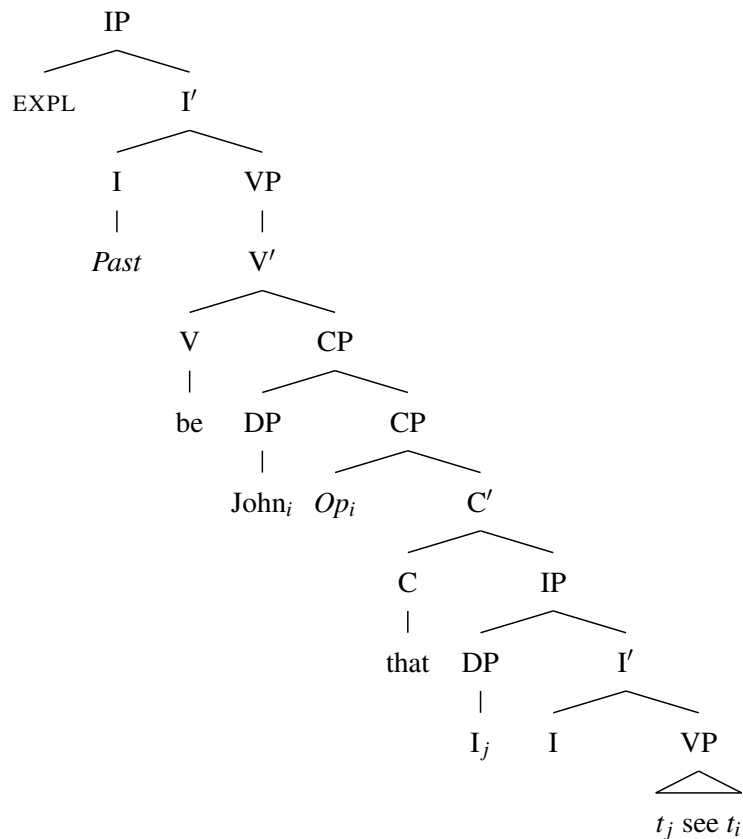 IP
EXPL I′
I VP
Past V′
V CP
be DP CP
John_i Op_i C′
C IP
that DP I′
I_j I VP
t_j see t_i